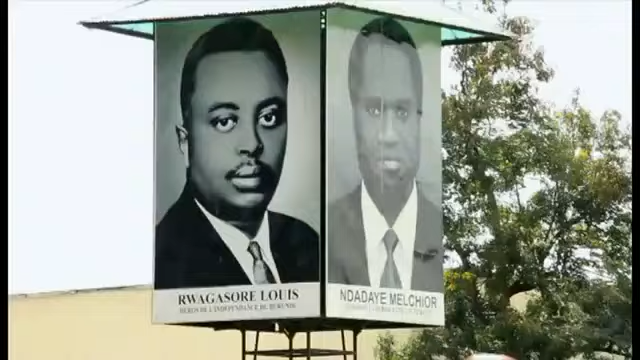 RWAGASORE LOUIS
HEROS DE L'INDEPENDANCE DU BURUNDI
NDADAYE MELCHIOR